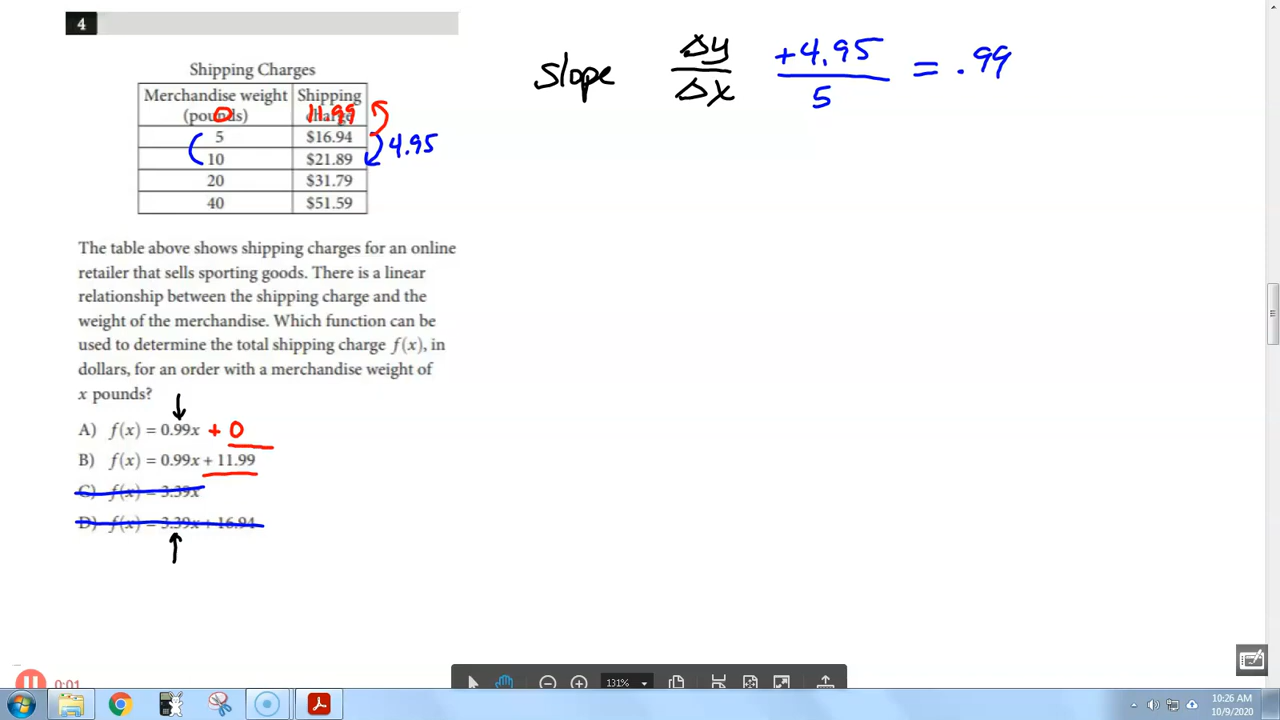 4
Shipping Charges
Merchandise weight (pounds) Shipping charge
0 11.99
5 $16.94
10 $21.89
20 $31.79
40 $51.59
4.95
slope Δy/Δx +4.95/5 = .99
The table above shows shipping charges for an online
retailer that sells sporting goods. There is a linear
relationship between the shipping charge and the
weight of the merchandise. Which function can be
used to determine the total shipping charge f(x), in
dollars, for an order with a merchandise weight of
x pounds?
A) f(x) = 0.99x + 0
B) f(x) = 0.99x + 11.99
C) f(x) = 3.39x
D) f(x) = 3.39x + 16.94
0:01
131%
10:26 AM
10/9/2020